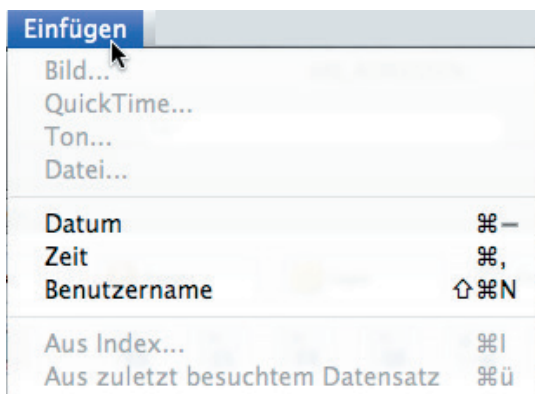 Einfügen
Bild...
QuickTime...
Ton...
Datei...
Datum ⌘–
Zeit ⌘,
Benutzername ⇧⌘N
Aus Index... ⌘I
Aus zuletzt besuchtem Datensatz ⌘ü